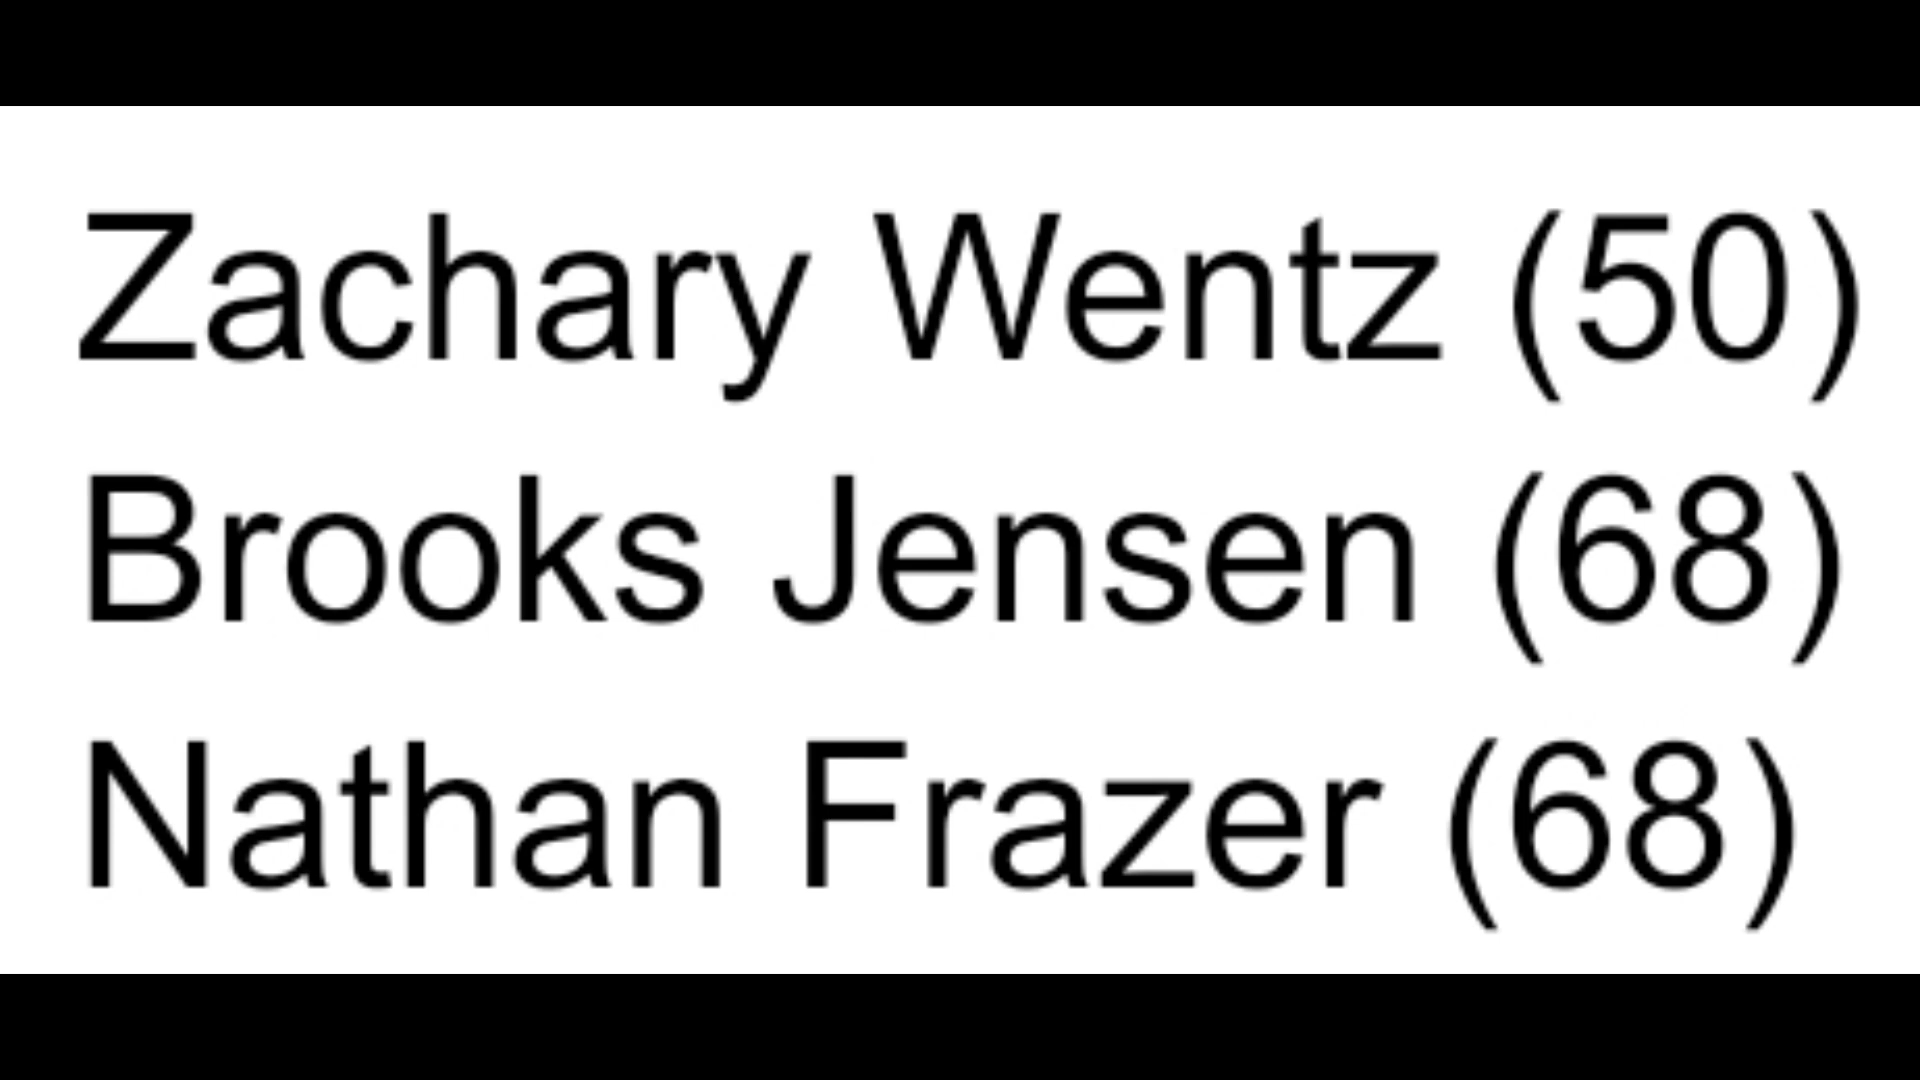 Zachary Wentz (50)
Brooks Jensen (68)
Nathan Frazer (68)